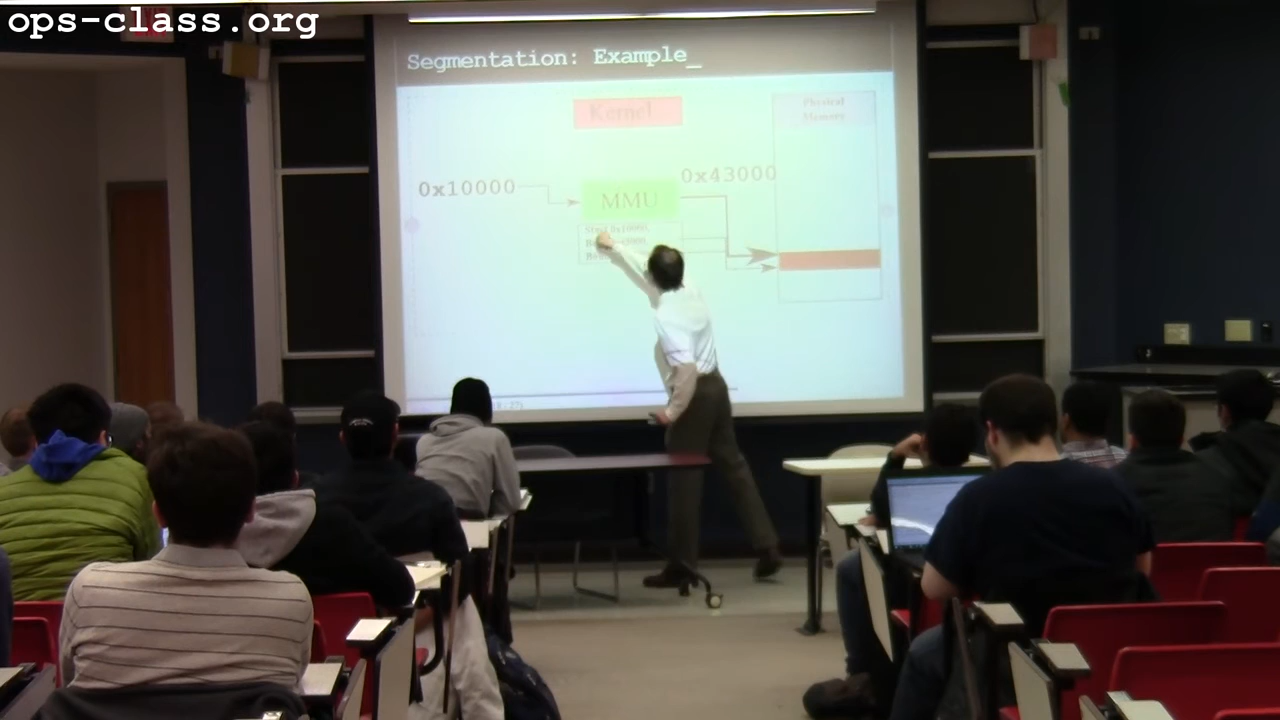 ops-class.org
Segmentation: Example_
Kernel
Physical
Memory
0x10000
0x43000
MMU